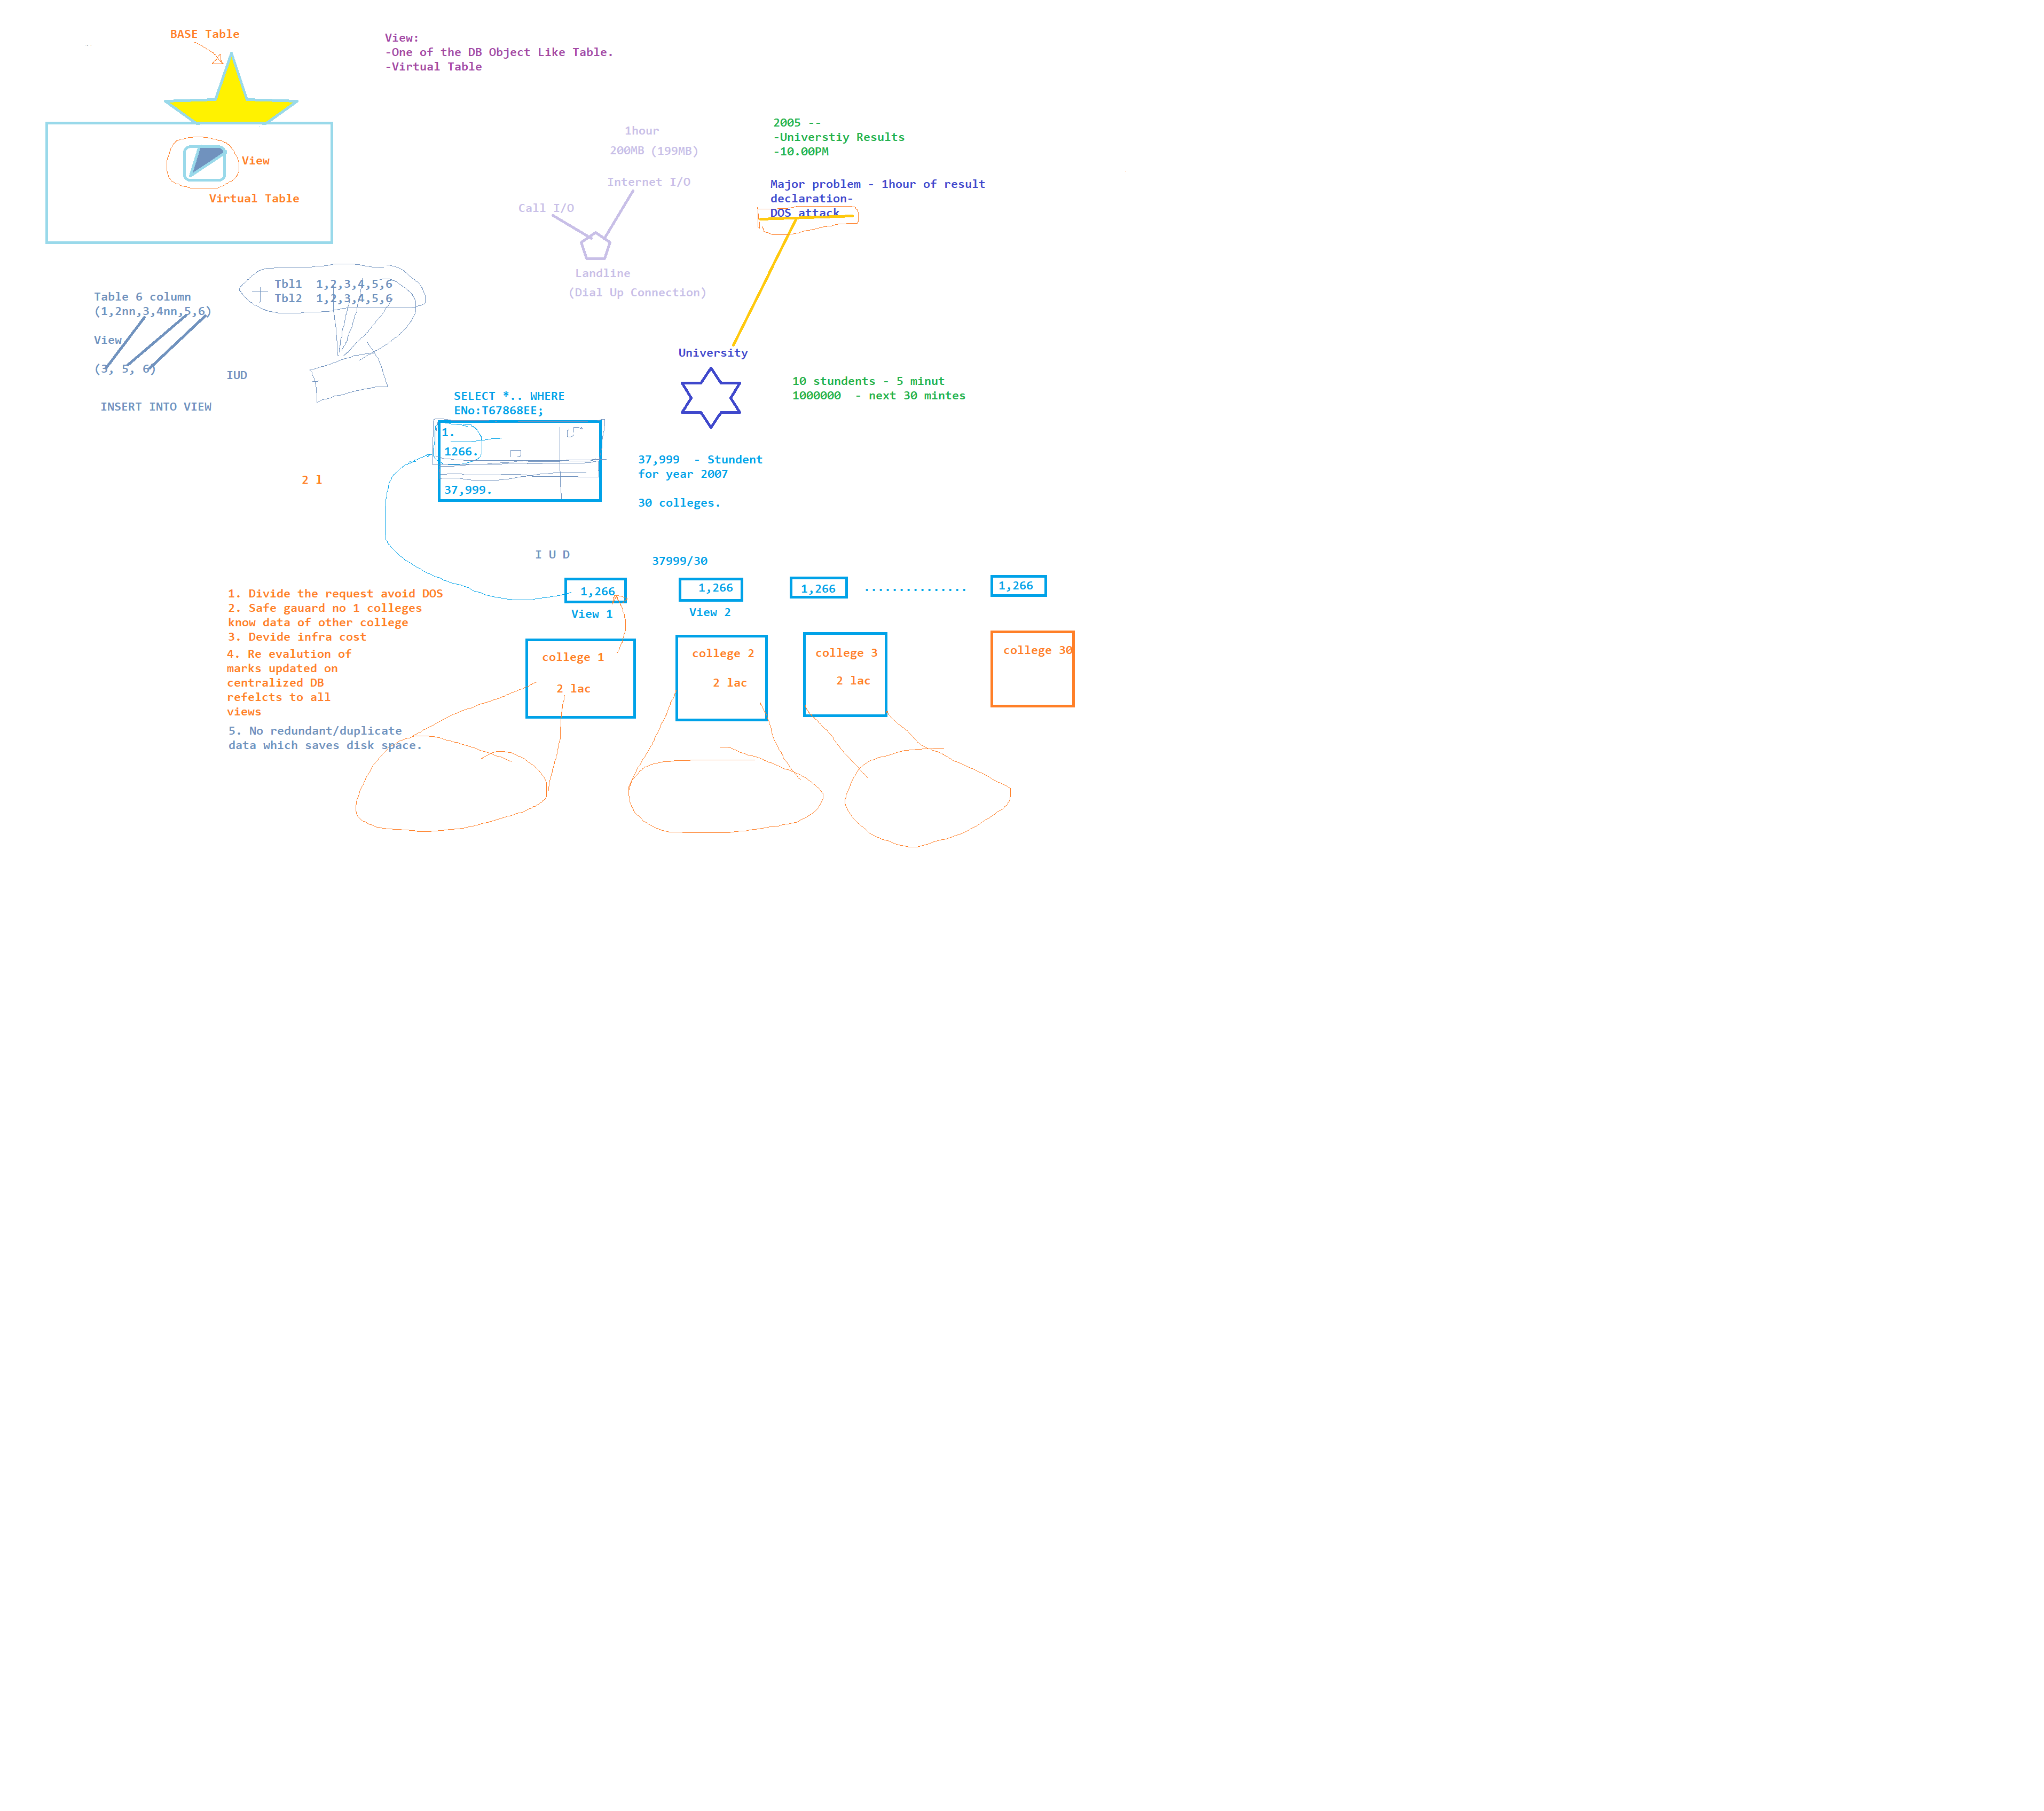 BASE Table
View:
-One of the DB Object Like Table.
-Virtual Table
View
Virtual Table
1hour
200MB (199MB)
Internet I/O
Call I/O
Landline
(Dial Up Connection)
2005 --
-Universtiy Results
-10.00PM
Major problem - 1hour of result
declaration-
DOS attack
Tbl1  1,2,3,4,5,6
Tbl2  1,2,3,4,5,6
Table 6 column
(1,2nn,3,4nn,5,6)
View
(3, 5, 6)
IUD
INSERT INTO VIEW
University
10 stundents - 5 minut
1000000  - next 30 mintes
SELECT *.. WHERE
ENo:T67868EE;
1.
1266.
37,999.
2 l
37,999  - Stundent
for year 2007
30 colleges.
I U D
37999/30
1,266
1,266
1,266
...............
1,266
View 1
View 2
1. Divide the request avoid DOS
2. Safe gauard no 1 colleges
know data of other college
3. Devide infra cost
4. Re evalution of
marks updated on
centralized DB
refelcts to all
views
5. No redundant/duplicate
data which saves disk space.
college 1
2 lac
college 2
2 lac
college 3
2 lac
college 30